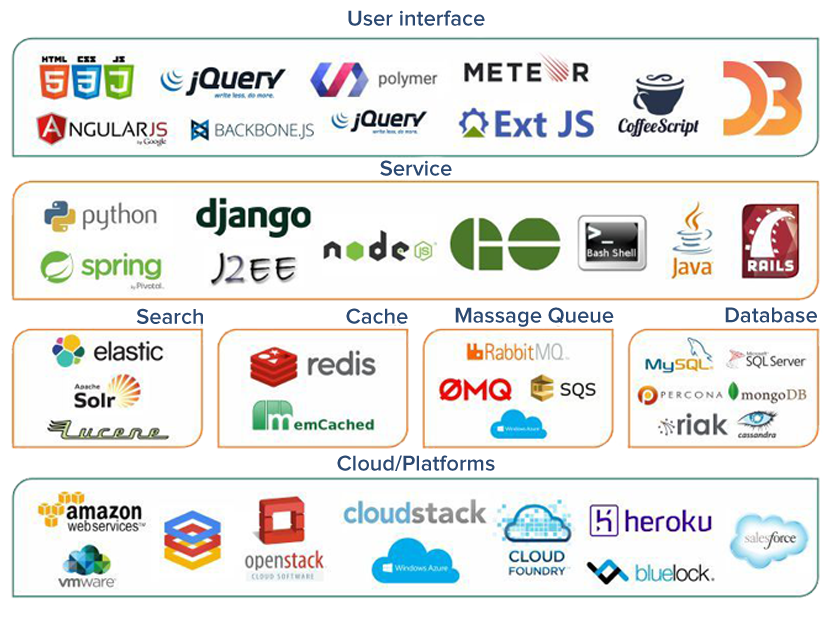 User interface
HTML CSS JS
5 3 J
jQuery
write less, do more.
polymer
METEOR
CoffeeScript
D3
ANGULARJS
by Google
BACKBONE.JS
jQuery
write less, do more.
Ext JS
Service
python
django
node
JS
GO
>_
Bash Shell
Java
RAILS
spring
by Pivotal
J2EE
Search
Cache
Massage Queue
Database
elastic
Apache
Solr
Lucene
redis
memCached
RabbitMQ
ØMQ
SQS
Windows Azure
MySQL
Microsoft
SQL Server
PERCONA
mongoDB
riak
cassandra
Cloud/Platforms
amazon
webservices™
vmware
openstack
CLOUD SOFTWARE
cloudstack
Windows Azure
CLOUD
FOUNDRY
heroku
bluelock.
salesforce